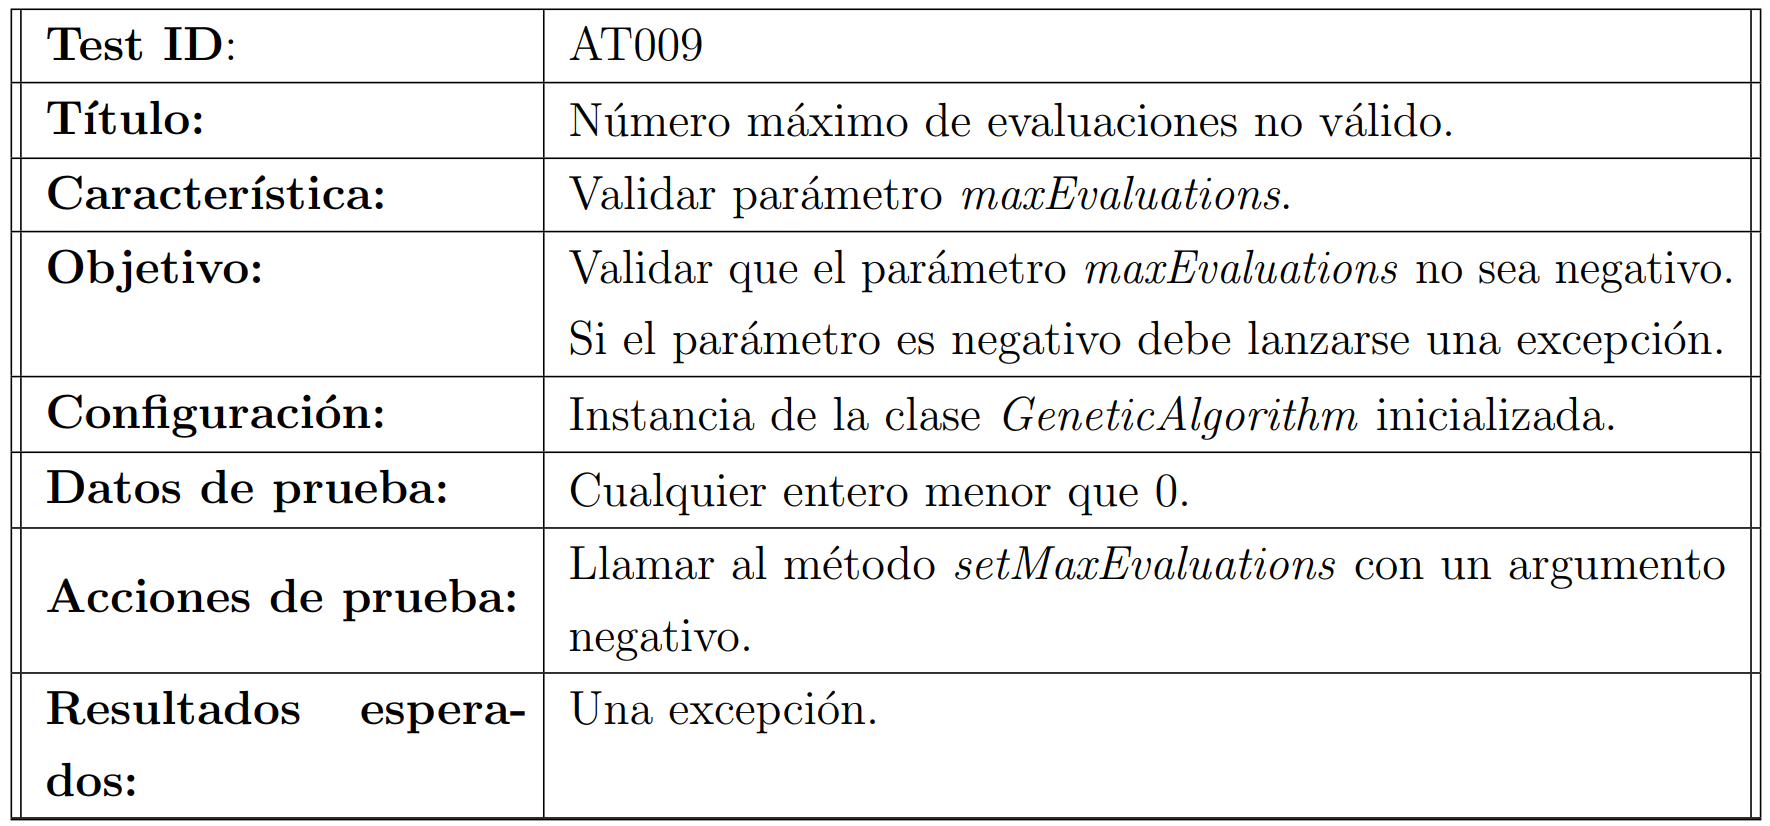 Test ID: AT009
Título: Número máximo de evaluaciones no válido.
Característica: Validar parámetro maxEvaluations.
Objetivo: Validar que el parámetro maxEvaluations no sea negativo.
Si el parámetro es negativo debe lanzarse una excepción.
Configuración: Instancia de la clase GeneticAlgorithm inicializada.
Datos de prueba: Cualquier entero menor que 0.
Acciones de prueba:
Llamar al método setMaxEvaluations con un argumento
negativo.
Resultados espera-
dos:
Una excepción.